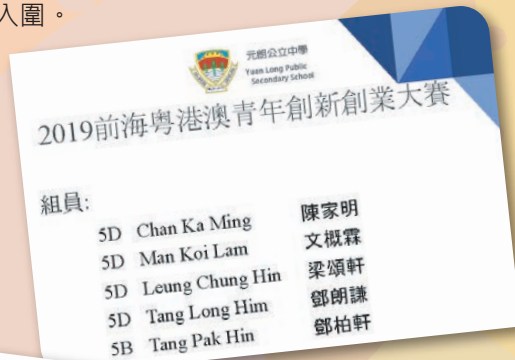 入圍。
元朗公立中學
Yuen Long Public
Secondary School
2019前海粵港澳青年創新創業大賽
組員:
5D Chan Ka Ming 陳家明
5D Man Koi Lam 文概霖
5D Leung Chung Hin 梁頌軒
5D Tang Long Him 鄧朗謙
5B Tang Pak Hin 鄧柏軒